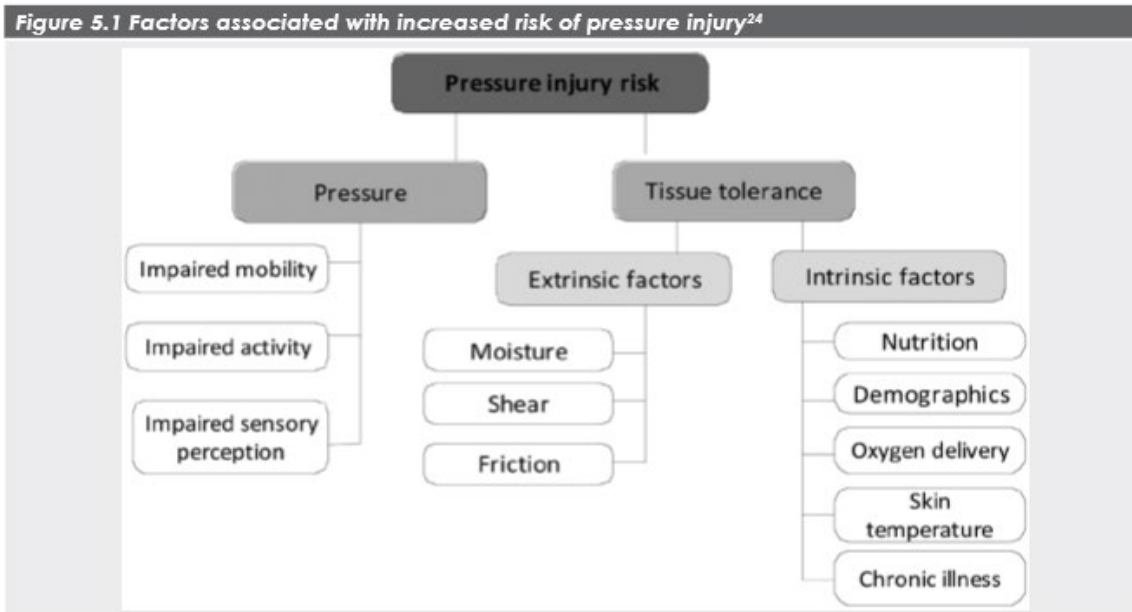 Figure 5.1 Factors associated with increased risk of pressure injury²⁴
Pressure injury risk
Pressure
Impaired mobility
Impaired activity
Impaired sensory
perception
Tissue tolerance
Extrinsic factors
Moisture
Shear
Friction
Intrinsic factors
Nutrition
Demographics
Oxygen delivery
Skin
temperature
Chronic illness